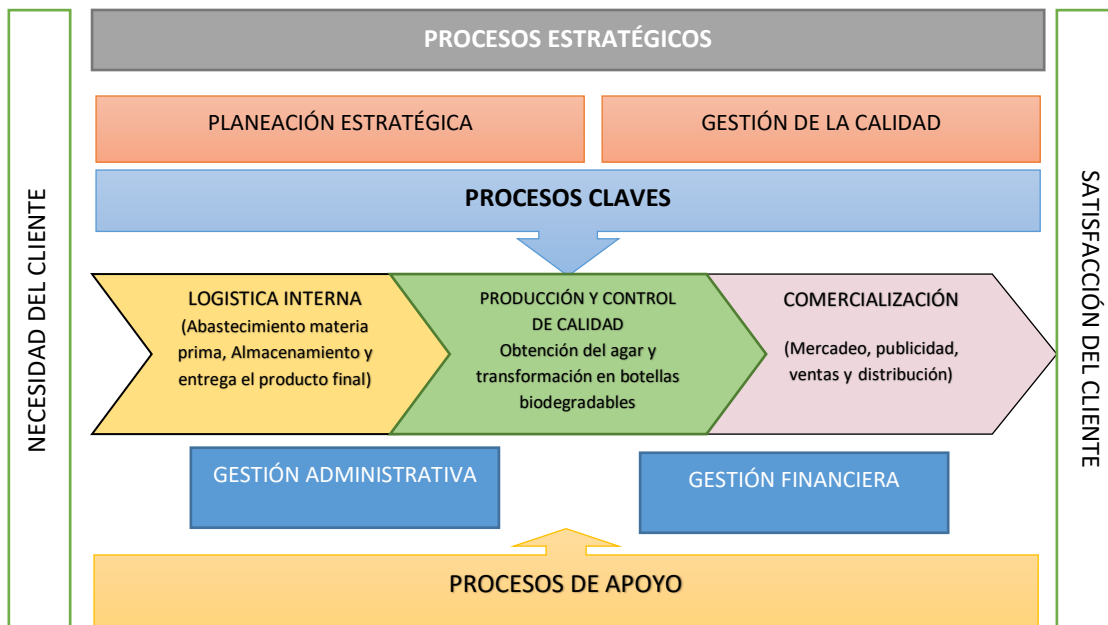 NECESIDAD DEL CLIENTE
PROCESOS ESTRATÉGICOS
PLANEACIÓN ESTRATÉGICA
GESTIÓN DE LA CALIDAD
PROCESOS CLAVES
LOGISTICA INTERNA
(Abastecimiento materia
prima, Almacenamiento y
entrega el producto final)
PRODUCCIÓN Y CONTROL
DE CALIDAD
Obtención del agar y
transformación en botellas
biodegradables
COMERCIALIZACIÓN
(Mercadeo, publicidad,
ventas y distribución)
GESTIÓN ADMINISTRATIVA
GESTIÓN FINANCIERA
PROCESOS DE APOYO
SATISFACCIÓN DEL CLIENTE